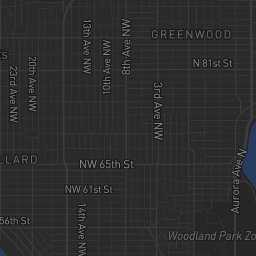 GREENWOOD
13th Ave NW
8th Ave NW
10th Ave NW
20th Ave NW
23rd Ave NW
N 81st St
3rd Ave NW
LLARD
NW 65th St
Aurora Ave N
NW 61st St
14th Ave NW
56th St
Woodland Park Zo